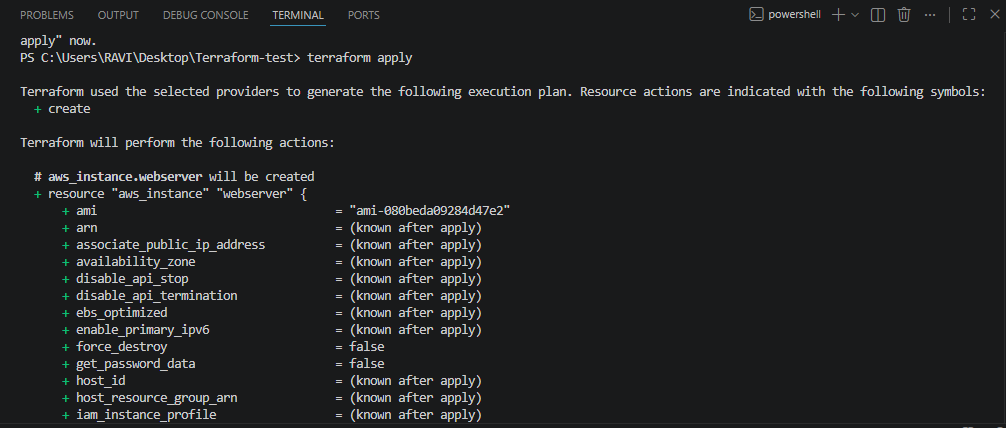 PROBLEMS OUTPUT DEBUG CONSOLE TERMINAL PORTS powershell
apply" now.
PS C:\Users\RAVI\Desktop\Terraform-test> terraform apply
Terraform used the selected providers to generate the following execution plan. Resource actions are indicated with the following symbols:
+ create
Terraform will perform the following actions:
# aws_instance.webserver will be created
+ resource "aws_instance" "webserver" {
+ ami = "ami-080beda09284d47e2"
+ arn = (known after apply)
+ associate_public_ip_address = (known after apply)
+ availability_zone = (known after apply)
+ disable_api_stop = (known after apply)
+ disable_api_termination = (known after apply)
+ ebs_optimized = (known after apply)
+ enable_primary_ipv6 = (known after apply)
+ force_destroy = false
+ get_password_data = false
+ host_id = (known after apply)
+ host_resource_group_arn = (known after apply)
+ iam_instance_profile = (known after apply)